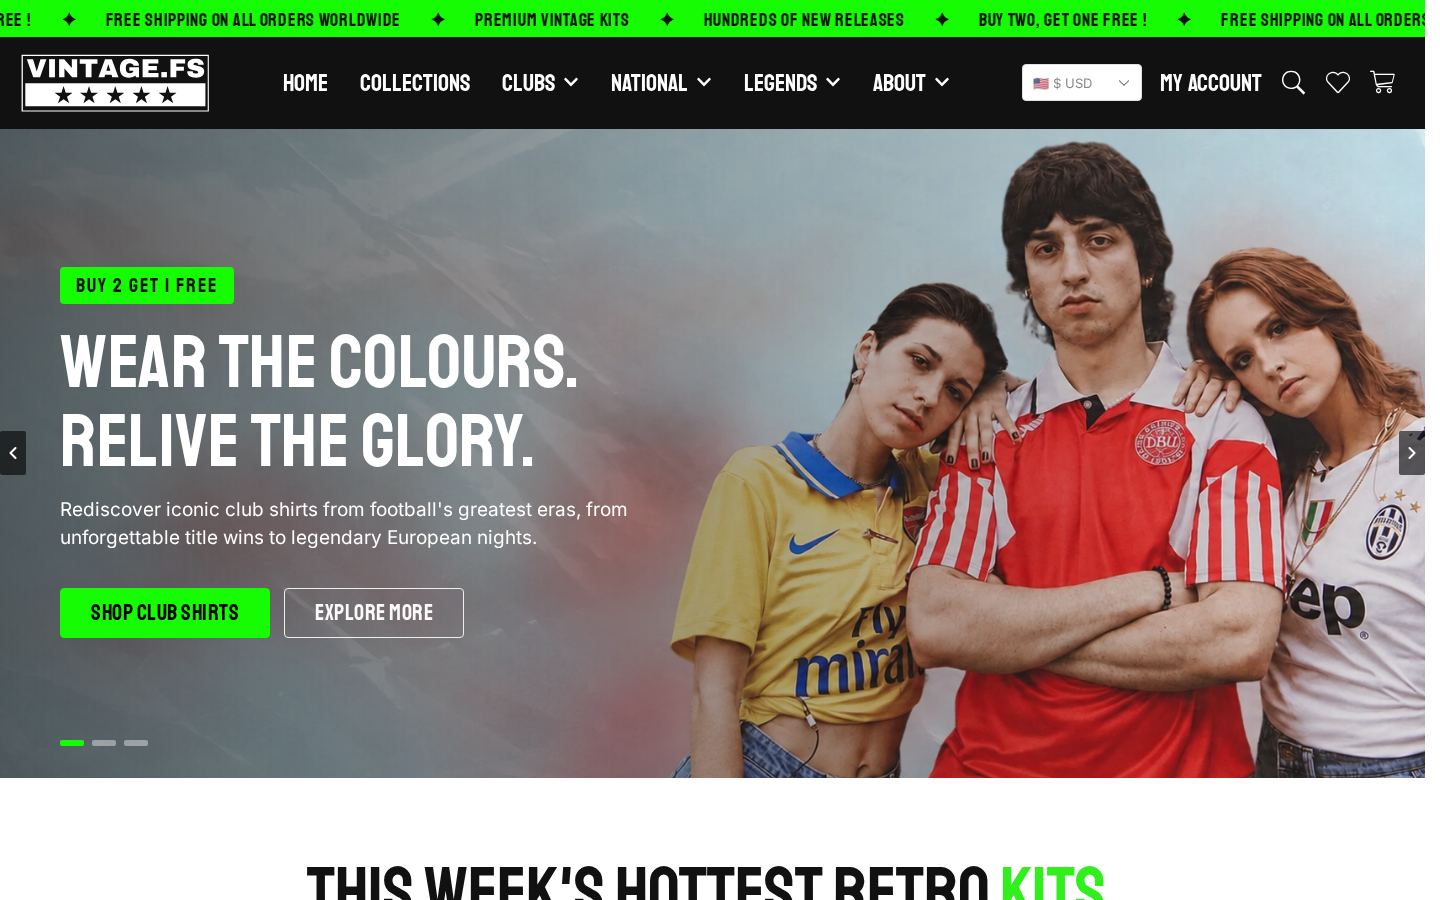 REE !
✦
FREE SHIPPING ON ALL ORDERS WORLDWIDE
✦
PREMIUM VINTAGE KITS
✦
HUNDREDS OF NEW RELEASES
✦
BUY TWO, GET ONE FREE !
✦
FREE SHIPPING ON ALL ORDERS
VINTAGE.FS
★★★★★
HOME
COLLECTIONS
CLUBS
NATIONAL
LEGENDS
ABOUT
$ USD
MY ACCOUNT
BUY 2 GET 1 FREE
WEAR THE COLOURS.
RELIVE THE GLORY.
Rediscover iconic club shirts from football's greatest eras, from
unforgettable title wins to legendary European nights.
SHOP CLUB SHIRTS
EXPLORE MORE
DBU
Fly
eep
THIS WEEK'S HOTTEST RETRO KITS